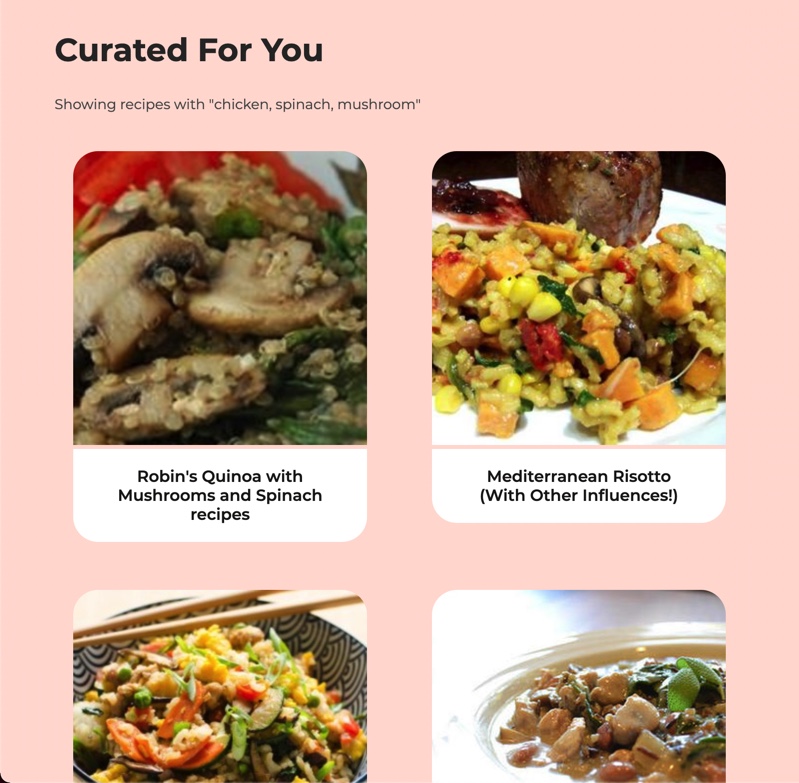 Curated For You
Showing recipes with "chicken, spinach, mushroom"
Robin's Quinoa with
Mushrooms and Spinach
recipes
Mediterranean Risotto
(With Other Influences!)